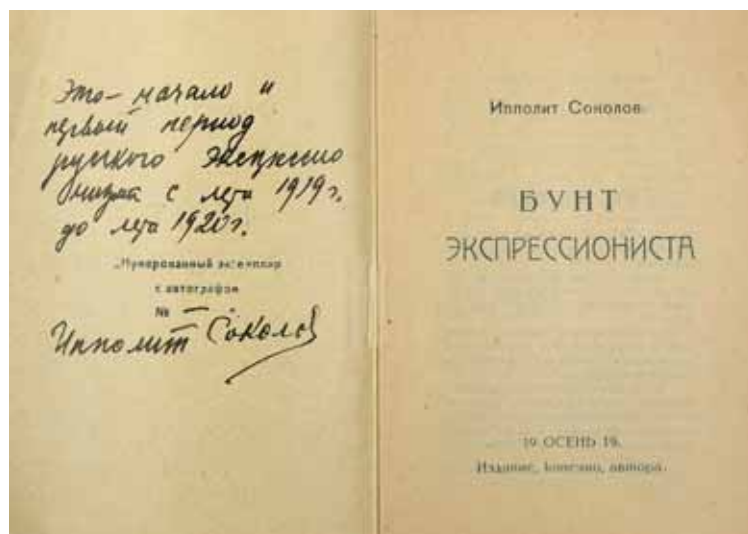 Это – начало и
первый период
русского экспрессио
низма с лета 1919 г.
до лета 1920 г.
„Нумерованный экземпляр
с автографом
№ —
Ипполит Соколов
Ипполит Соколов.
БУНТ
ЭКСПРЕССИОНИСТА
19 ОСЕНЬ 19.
Издание, конечно, автора.